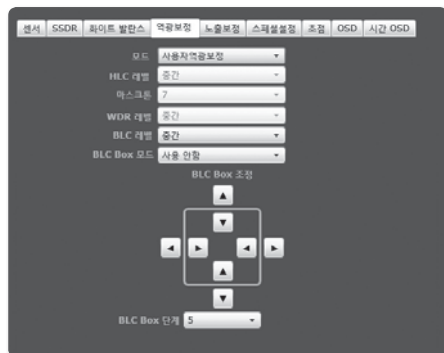 센서 SSDR 화이트 발란스 역광보정 노출보정 스페셜설정 초점 OSD 시간 OSD
모드 사용자역광보정
HLC 레벨 중간
마스크톤 7
WDR 레벨 중간
BLC 레벨 중간
BLC Box 모드 사용 안함
BLC Box 조정
BLC Box 단계 5